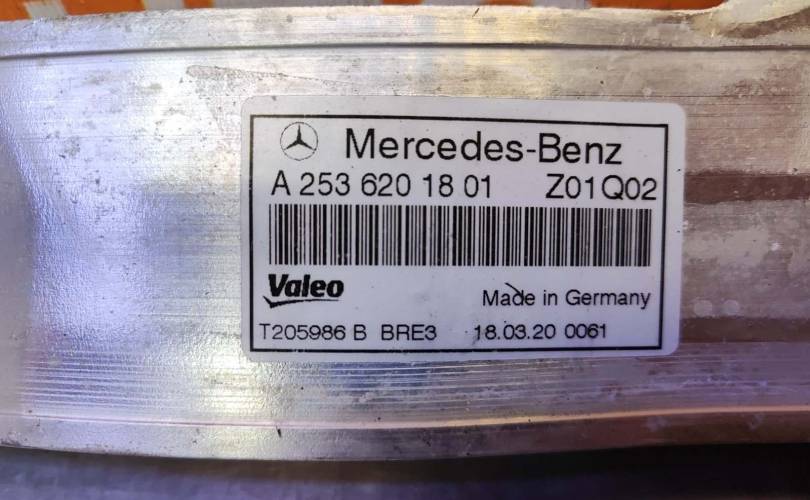 Mercedes-Benz
A 253 620 18 01 Z01Q02
Valeo
Made in Germany
T205986 B BRE3 18.03.20 0061